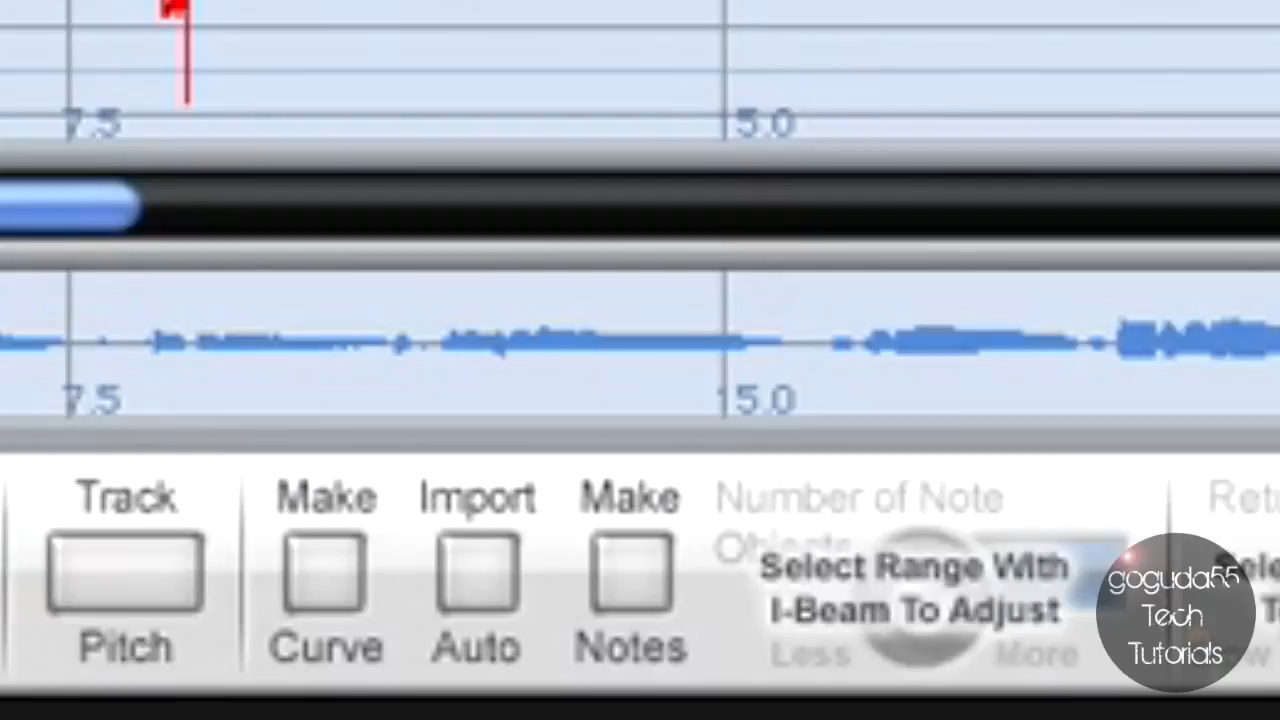 7.5 5.0
7.5 15.0
Track Make Import Make Number of Note
Objects
Select Range With
I-Beam To Adjust
Pitch Curve Auto Notes Less More
goguda55
Tech
Tutorials